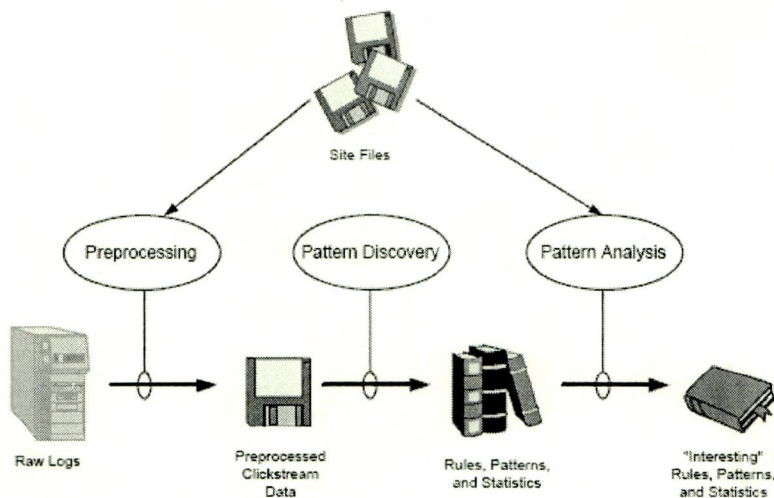 Site Files
Preprocessing
Pattern Discovery
Pattern Analysis
Raw Logs
Preprocessed
Clickstream
Data
Rules, Patterns,
and Statistics
"Interesting"
Rules, Patterns,
and Statistics